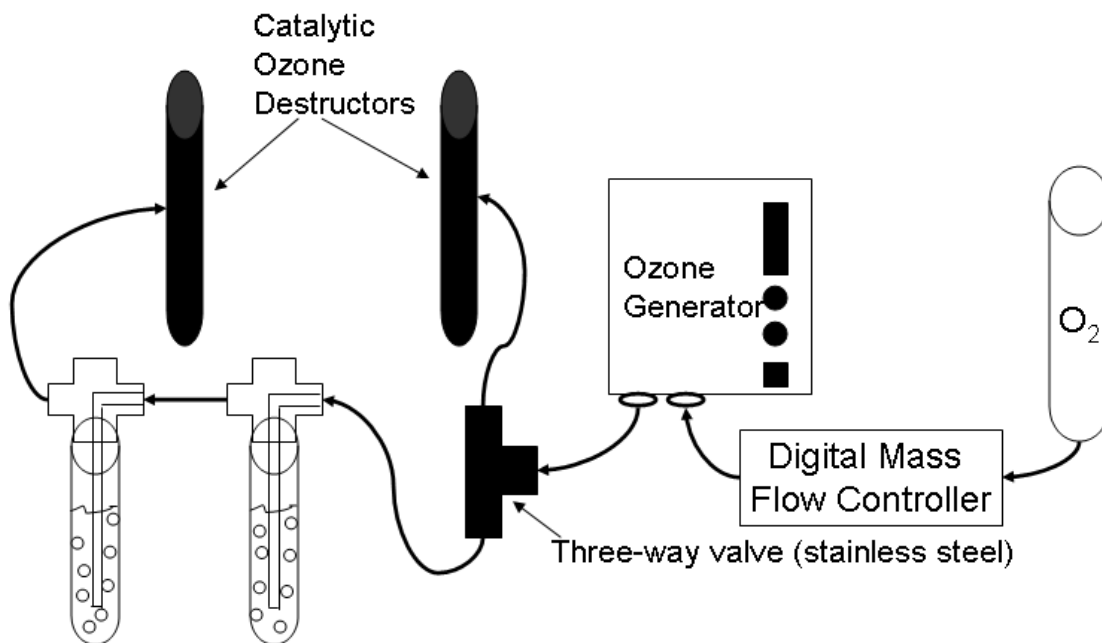 Catalytic
Ozone
Destructors
Ozone
Generator
O₂
Digital Mass
Flow Controller
Three-way valve (stainless steel)